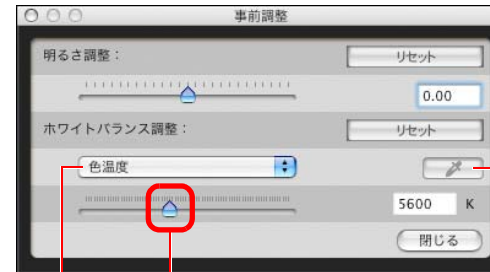 事前調整
明るさ調整： リセット
0.00
ホワイトバランス調整： リセット
色温度
5600 K
閉じる